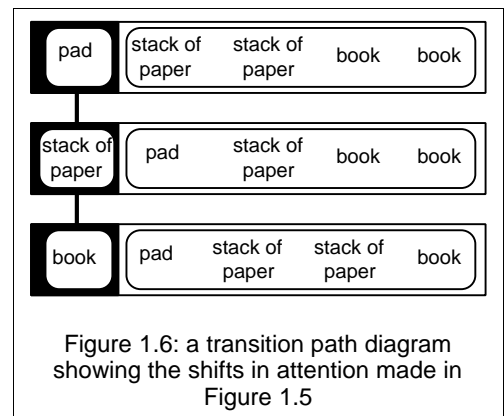 pad stack of paper stack of paper book book
stack of paper pad stack of paper book book
book pad stack of paper stack of paper book
Figure 1.6: a transition path diagram
showing the shifts in attention made in
Figure 1.5